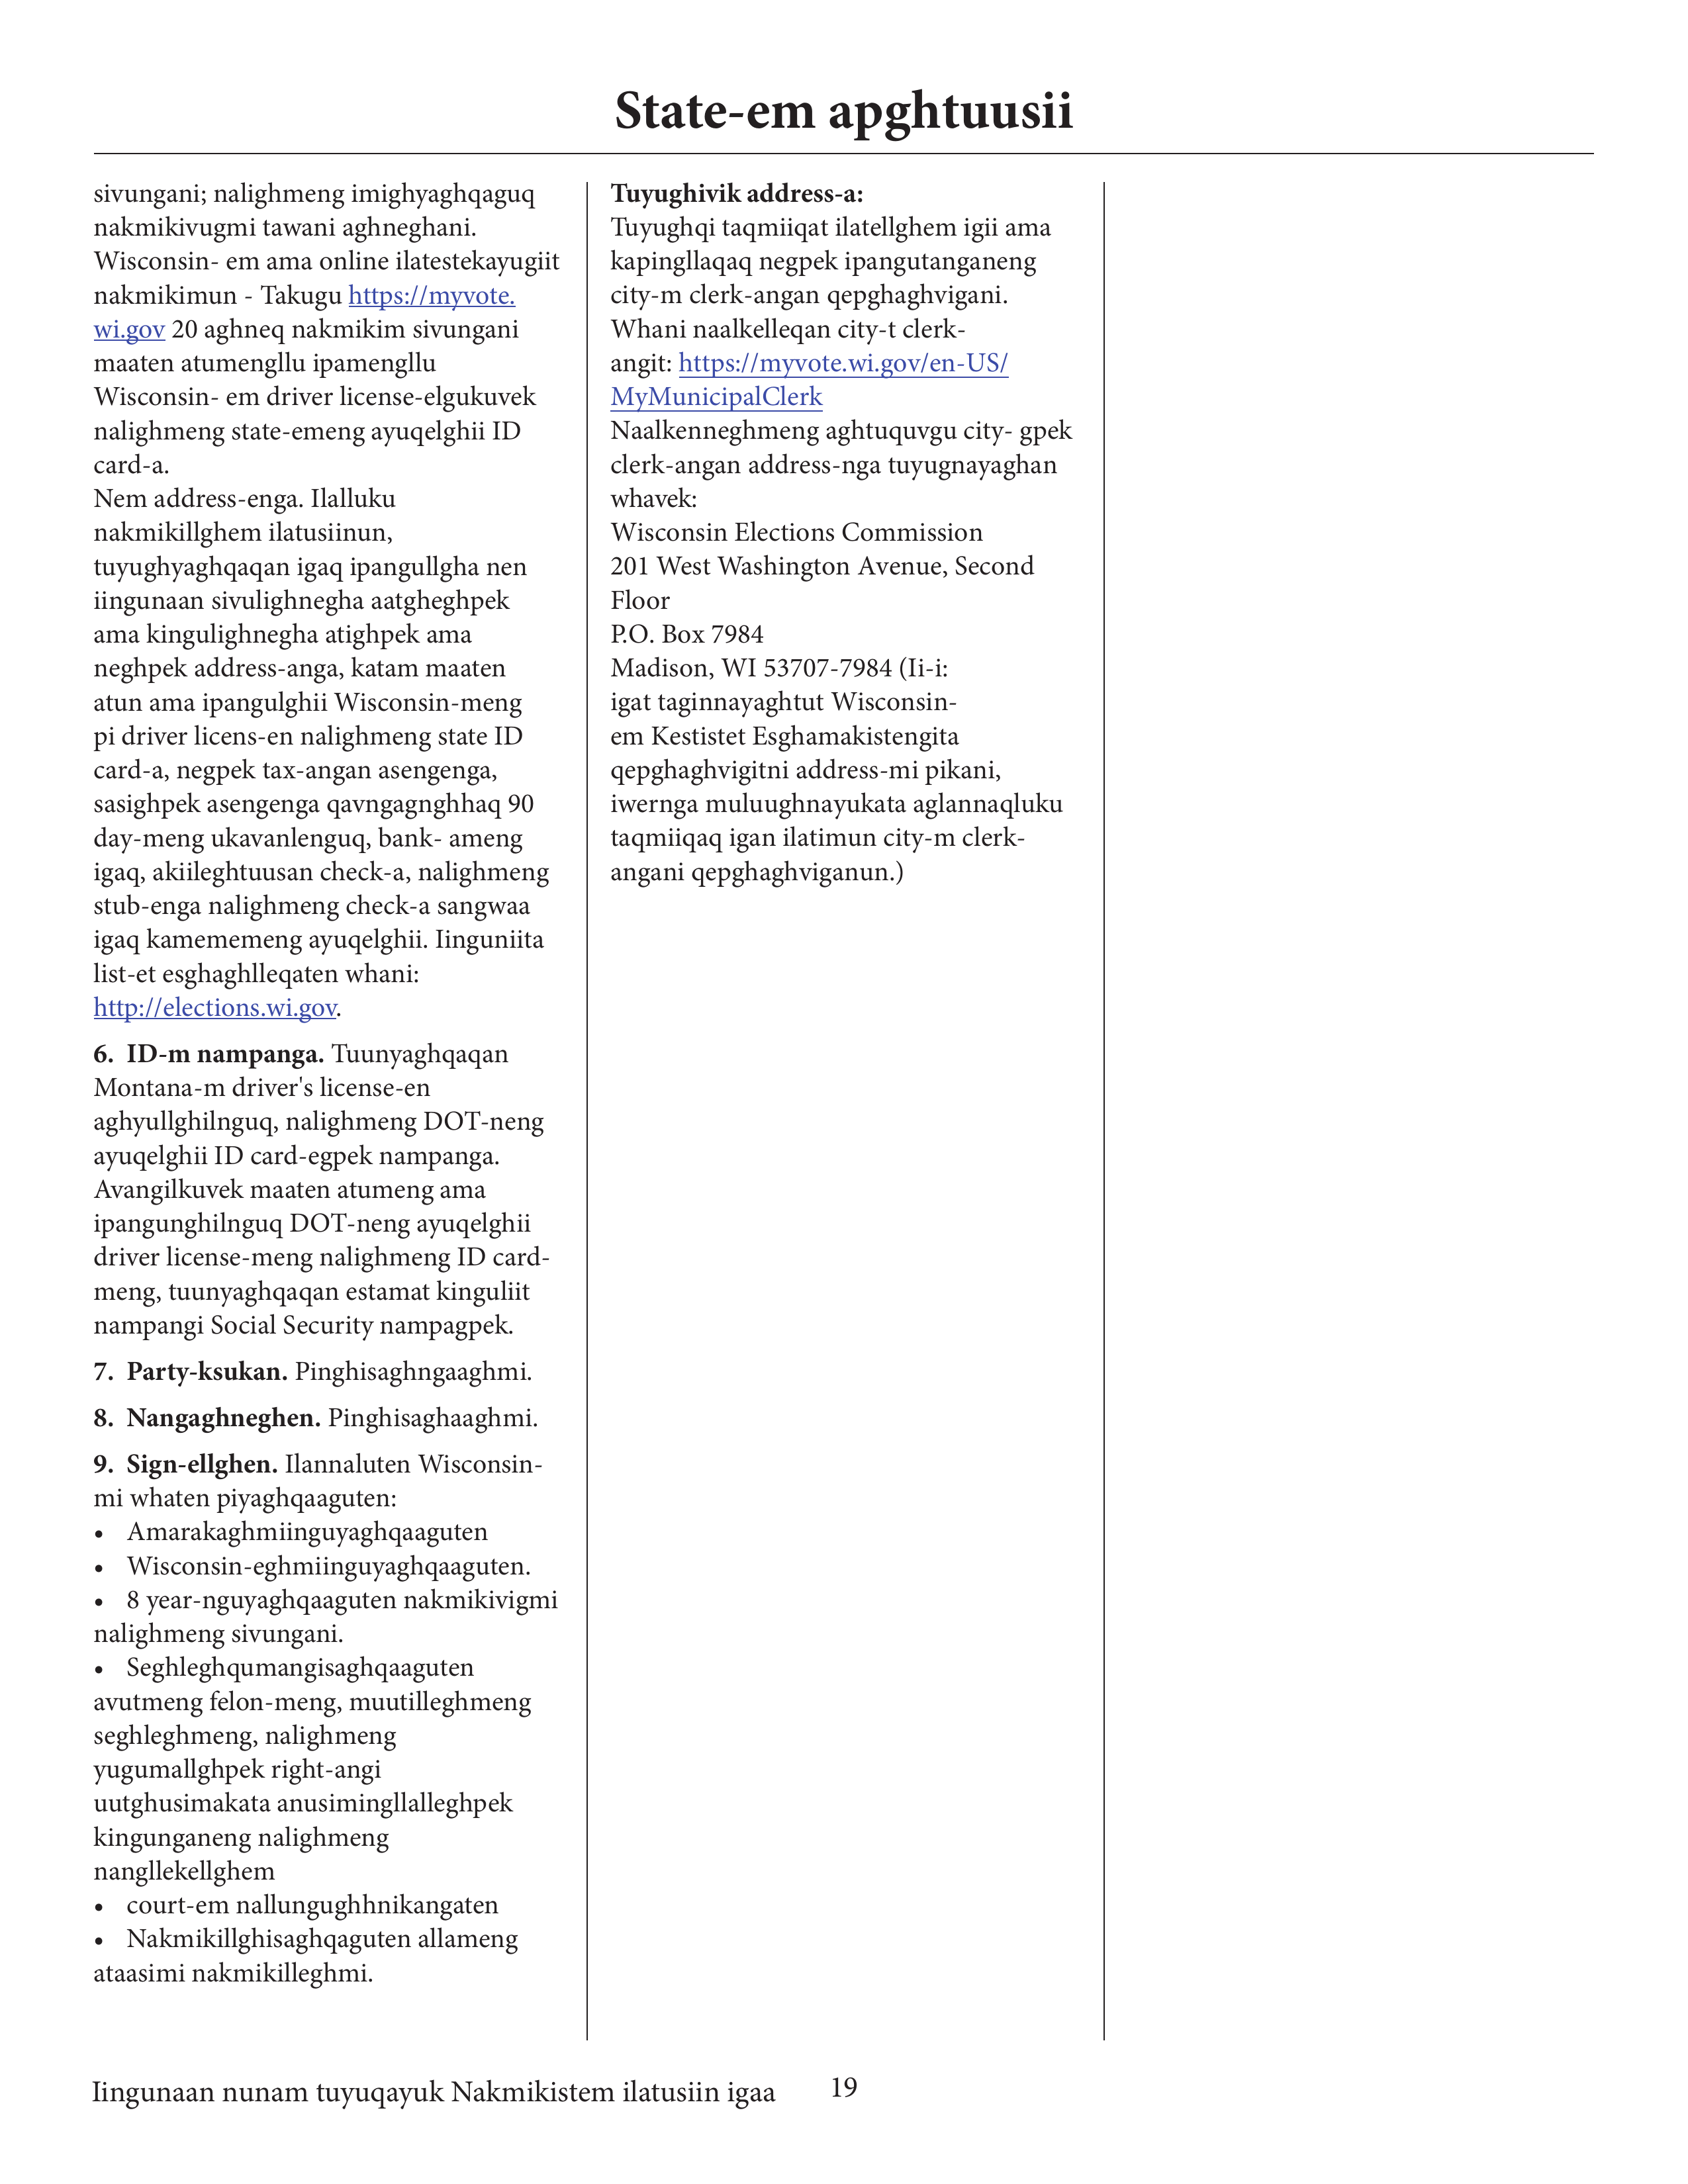 State-em apghtuusii
sivungani; nalighmeng imighyaghqaguq
nakmikivugmi tawani aghneghani.
Wisconsin- em ama online ilatestekayugiit
nakmikimun - Takugu https://myvote.
wi.gov 20 aghneq nakmikim sivungani
maaten atumengllu ipamengllu
Wisconsin- em driver license-elgukuvek
nalighmeng state-emeng ayuqelghii ID
card-a.
Nem address-enga. Ilalluku
nakmikillghem ilatusiinun,
tuyughyaghqaqan igaq ipangullgha nen
iingunaan sivulighnegha aatgheghpek
ama kingulighnegha atighpek ama
neghpek address-anga, katam maaten
atun ama ipangulghii Wisconsin-meng
pi driver licens-en nalighmeng state ID
card-a, negpek tax-angan asengenga,
sasighpek asengenga qavngagnghhaq 90
day-meng ukavanlenguq, bank- ameng
igaq, akiileghtuusan check-a, nalighmeng
stub-enga nalighmeng check-a sangwaa
igaq kamememeng ayuqelghii. Iinguniita
list-et esghaghlleqaten whani:
http://elections.wi.gov.
6. ID-m nampanga. Tuunyaghqaqan
Montana-m driver's license-en
aghyullghilnguq, nalighmeng DOT-neng
ayuqelghii ID card-egpek nampanga.
Avangilkuvek maaten atumeng ama
ipangunghilnguq DOT-neng ayuqelghii
driver license-meng nalighmeng ID card-
meng, tuunyaghqaqan estamat kinguliit
nampangi Social Security nampagpek.
7. Party-ksukan. Pinghisaghngaaghmi.
8. Nangaghneghen. Pinghisaghaaghmi.
9. Sign-ellghen. Ilannaluten Wisconsin-
mi whaten piyaghqaaguten:
• Amarakaghmiinguyaghqaaguten
• Wisconsin-eghmiinguyaghqaaguten.
• 8 year-nguyaghqaaguten nakmikivigmi
nalighmeng sivungani.
• Seghleghqumangisaghqaaguten
avutmeng felon-meng, muutilleghmeng
seghleghmeng, nalighmeng
yugumallghpek right-angi
uutghusimakata anusimingllalleghpek
kingunganeng nalighmeng
nangllekellghem
• court-em nallungughhnikangaten
• Nakmikillghisaghqaguten allameng
ataasimi nakmikilleghmi.
Tuyughivik address-a:
Tuyughqi taqmiiqat ilatellghem igii ama
kapingllaqaq negpek ipangutanganeng
city-m clerk-angan qepghaghvigani.
Whani naalkelleqan city-t clerk-
angit: https://myvote.wi.gov/en-US/
MyMunicipalClerk
Naalkenneghmeng aghtuquvgu city- gpek
clerk-angan address-nga tuyugnayaghan
whavek:
Wisconsin Elections Commission
201 West Washington Avenue, Second
Floor
P.O. Box 7984
Madison, WI 53707-7984 (Ii-i:
igat taginnayaghtut Wisconsin-
em Kestistet Esghamakistengita
qepghaghvigitni address-mi pikani,
iwernga muluughnayukata aglannaqluku
taqmiiqaq igan ilatimun city-m clerk-
angani qepghaghviganun.)
Iingunaan nunam tuyuqayuk Nakmikistem ilatusiin igaa 19